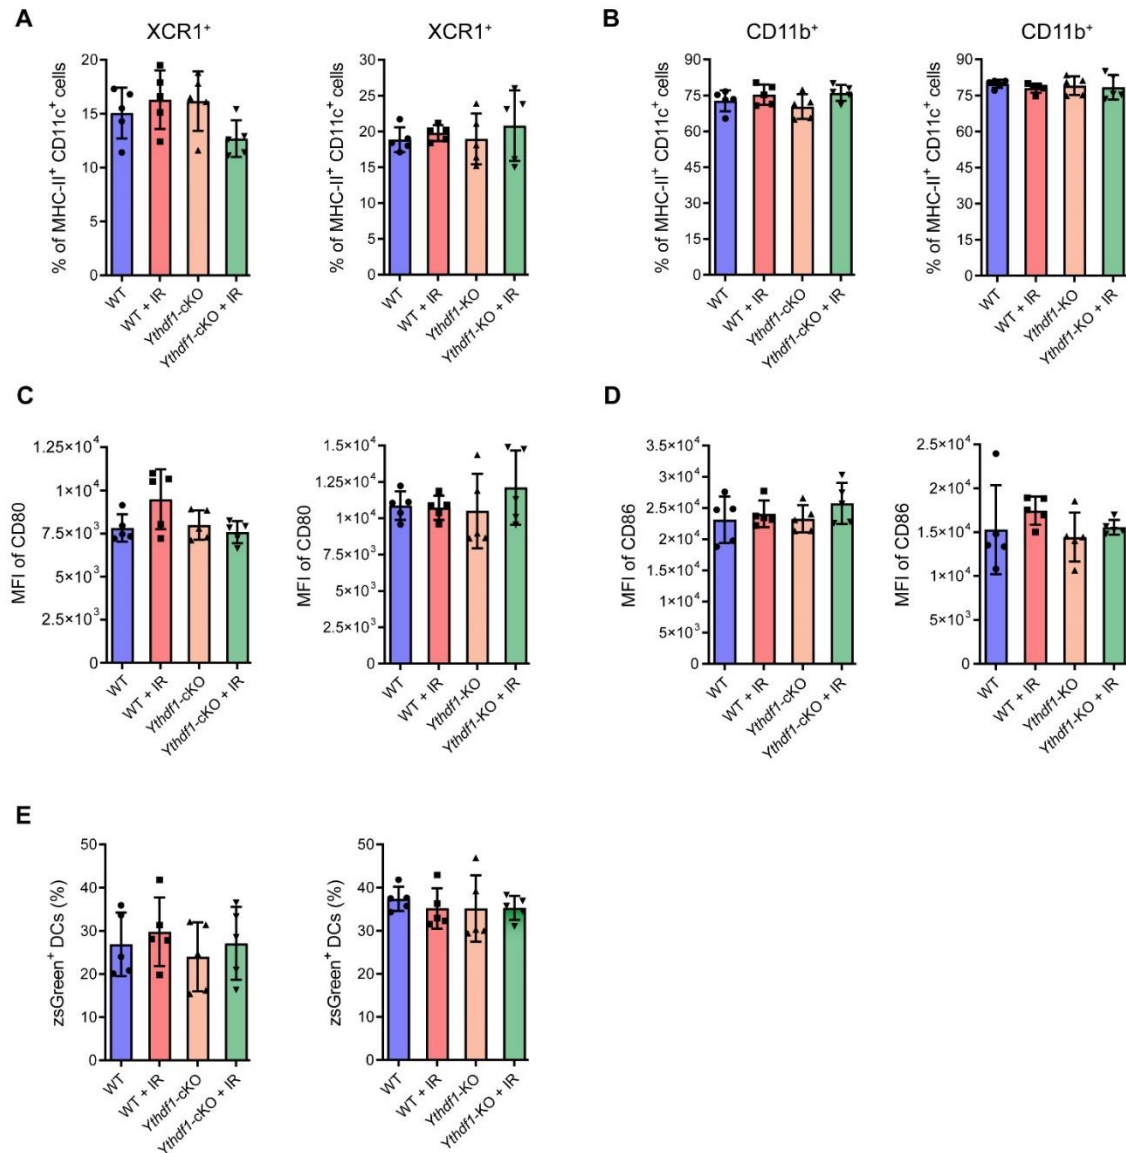 A
XCR1⁺
% of MHC-II⁺ CD11c⁺ cells
20
15
10
5
0
WT
WT + IR
Ythdf1-cKO
Ythdf1-cKO + IR
XCR1⁺
% of MHC-II⁺ CD11c⁺ cells
30
25
20
15
10
5
0
WT
WT + IR
Ythdf1-KO
Ythdf1-KO + IR
B
CD11b⁺
% of MHC-II⁺ CD11c⁺ cells
90
75
60
45
30
15
0
WT
WT + IR
Ythdf1-cKO
Ythdf1-cKO + IR
CD11b⁺
% of MHC-II⁺ CD11c⁺ cells
90
75
60
45
30
15
0
WT
WT + IR
Ythdf1-KO
Ythdf1-KO + IR
C
MFI of CD80
1.25×10⁴
1×10⁴
7.5×10³
5×10³
2.5×10³
0
WT
WT + IR
Ythdf1-cKO
Ythdf1-cKO + IR
MFI of CD80
1.5×10⁴
1.25×10⁴
1×10⁴
7.5×10³
5×10³
2.5×10³
0
WT
WT + IR
Ythdf1-KO
Ythdf1-KO + IR
D
MFI of CD86
3.5×10⁴
3×10⁴
2.5×10⁴
2×10⁴
1.5×10⁴
1×10⁴
5×10³
0
WT
WT + IR
Ythdf1-cKO
Ythdf1-cKO + IR
MFI of CD86
2.5×10⁴
2×10⁴
1.5×10⁴
1×10⁴
5×10³
0
WT
WT + IR
Ythdf1-KO
Ythdf1-KO + IR
E
zsGreen⁺ DCs (%)
50
40
30
20
10
0
WT
WT + IR
Ythdf1-cKO
Ythdf1-cKO + IR
zsGreen⁺ DCs (%)
50
40
30
20
10
0
WT
WT + IR
Ythdf1-KO
Ythdf1-KO + IR